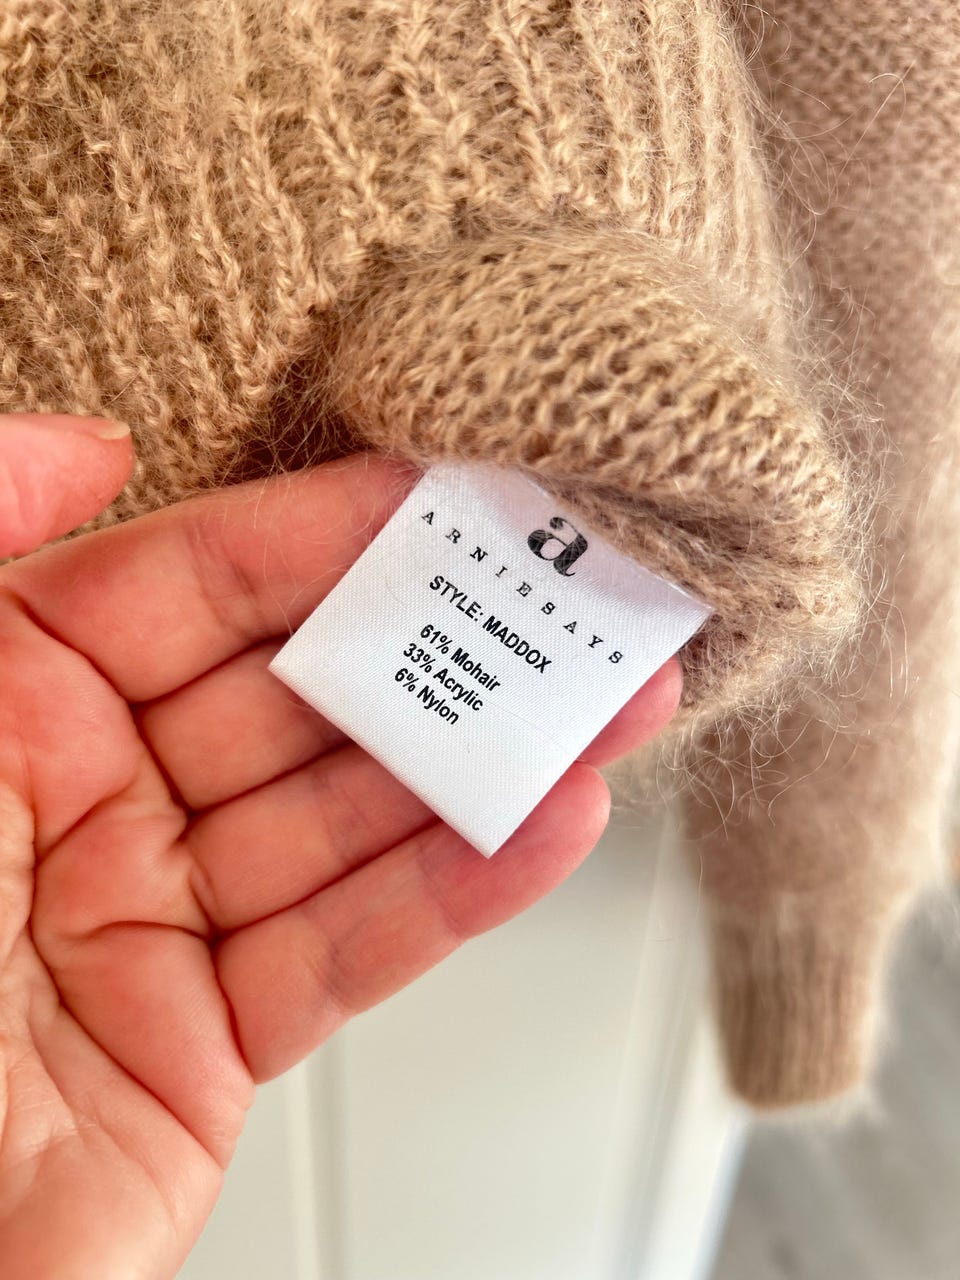 a
ARNIESAYS
STYLE: MADDOX
61% Mohair
33% Acrylic
6% Nylon